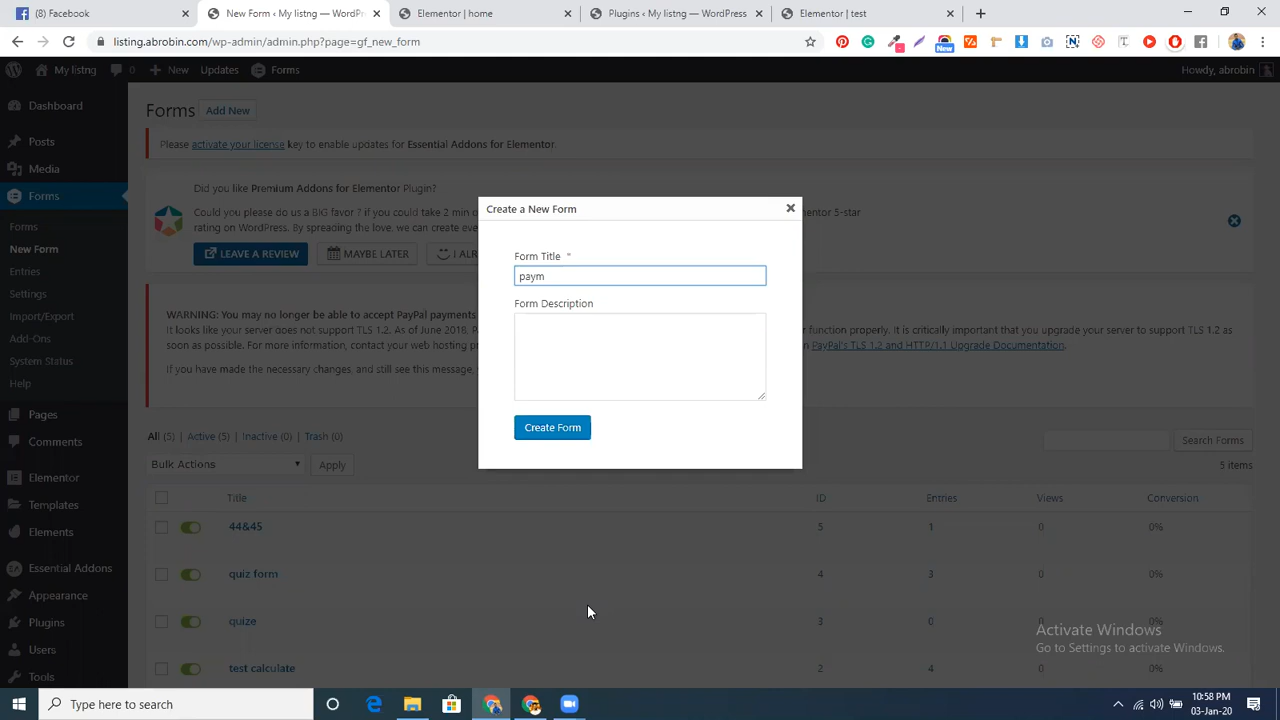 (8) Facebook
New Form ‹ My listng — WordPr
Elementor | home
Plugins ‹ My listng — WordPress
Elementor | test
listing.abrobin.com/wp-admin/admin.php?page=gf_new_form
New
My listng
0
New
Updates
Forms
Howdy, abrobin
Dashboard
Posts
Media
Forms
Forms
New Form
Entries
Settings
Import/Export
Add-Ons
System Status
Help
Pages
Comments
Elementor
Templates
Elements
Essential Addons
Appearance
Plugins
Users
Tools
Forms
Add New
Please activate your license key to enable updates for Essential Addons for Elementor.
Did you like Premium Addons for Elementor Plugin?
Could you please do us a BIG favor ? if you could take 2 min o
mentor 5-star
rating on WordPress. By spreading the love, we can create eve
LEAVE A REVIEW
MAYBE LATER
I ALR
WARNING: You may no longer be able to accept PayPal payments
It looks like your server does not support TLS 1.2. As of June 2018, P
function properly. It is critically important that you upgrade your server to support TLS 1.2
as soon as possible. For more information, contact your web hosting p
n PayPal's TLS 1.2 and HTTP/1.1 Upgrade Documentation.
If you have made the necessary changes, and still see this message,
Create a New Form
Form Title *
paym
Form Description
Create Form
All (5) | Active (5) | Inactive (0) | Trash (0)
Search Forms
Bulk Actions
Apply
5 items
Title ID Entries Views Conversion
44&45 5 1 0 0%
quiz form 4 3 0 0%
quize 3 0 0 0%
test calculate 2 4 0 0%
Activate Windows
Go to Settings to activate Windows.
Type here to search
10:58 PM
03-Jan-20